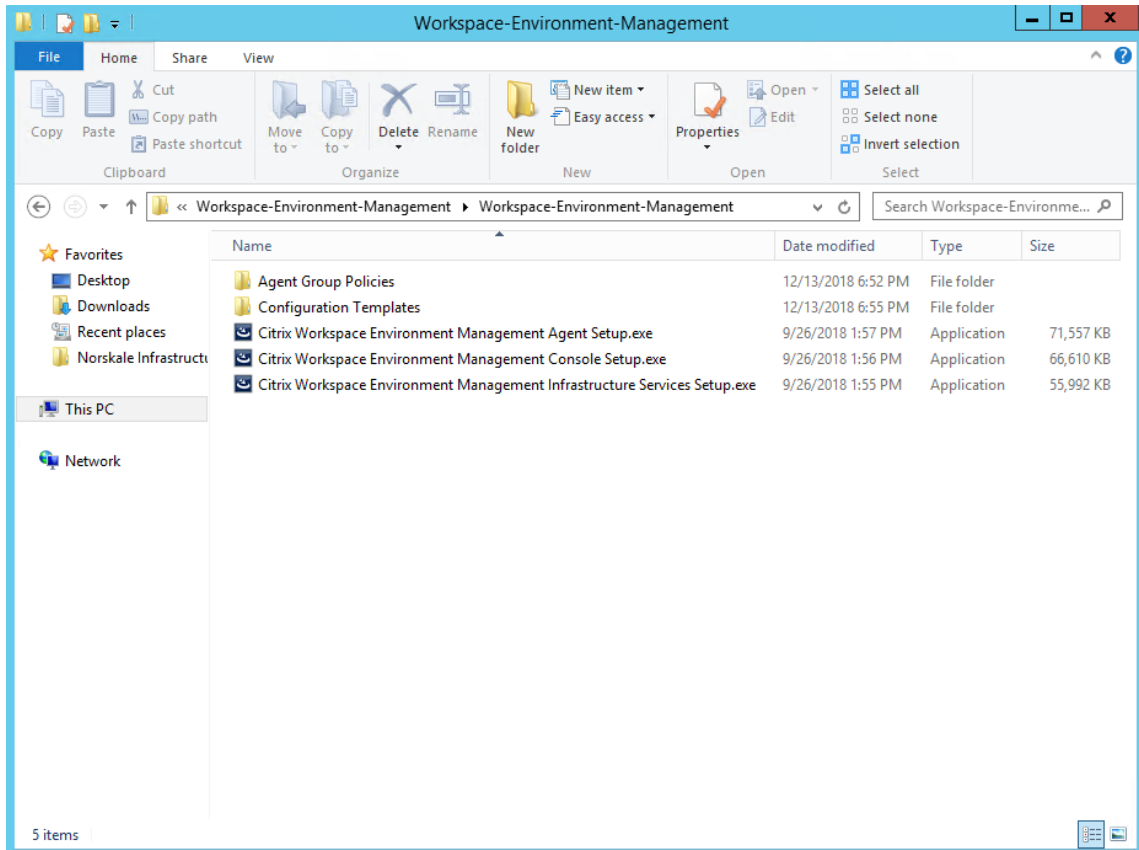 Workspace-Environment-Management
File Home Share View
Copy
Paste
Cut
Copy path
Paste shortcut
Clipboard
Move to
Copy to
Delete
Rename
Organize
New folder
New item
Easy access
New
Properties
Open
Edit
Open
Select all
Select none
Invert selection
Select
« Workspace-Environment-Management Workspace-Environment-Management
Search Workspace-Environme...
Favorites
Desktop
Downloads
Recent places
Norskale Infrastructu
This PC
Network
Name Date modified Type Size
Agent Group Policies 12/13/2018 6:52 PM File folder
Configuration Templates 12/13/2018 6:55 PM File folder
Citrix Workspace Environment Management Agent Setup.exe 9/26/2018 1:57 PM Application 71,557 KB
Citrix Workspace Environment Management Console Setup.exe 9/26/2018 1:56 PM Application 66,610 KB
Citrix Workspace Environment Management Infrastructure Services Setup.exe 9/26/2018 1:55 PM Application 55,992 KB
5 items